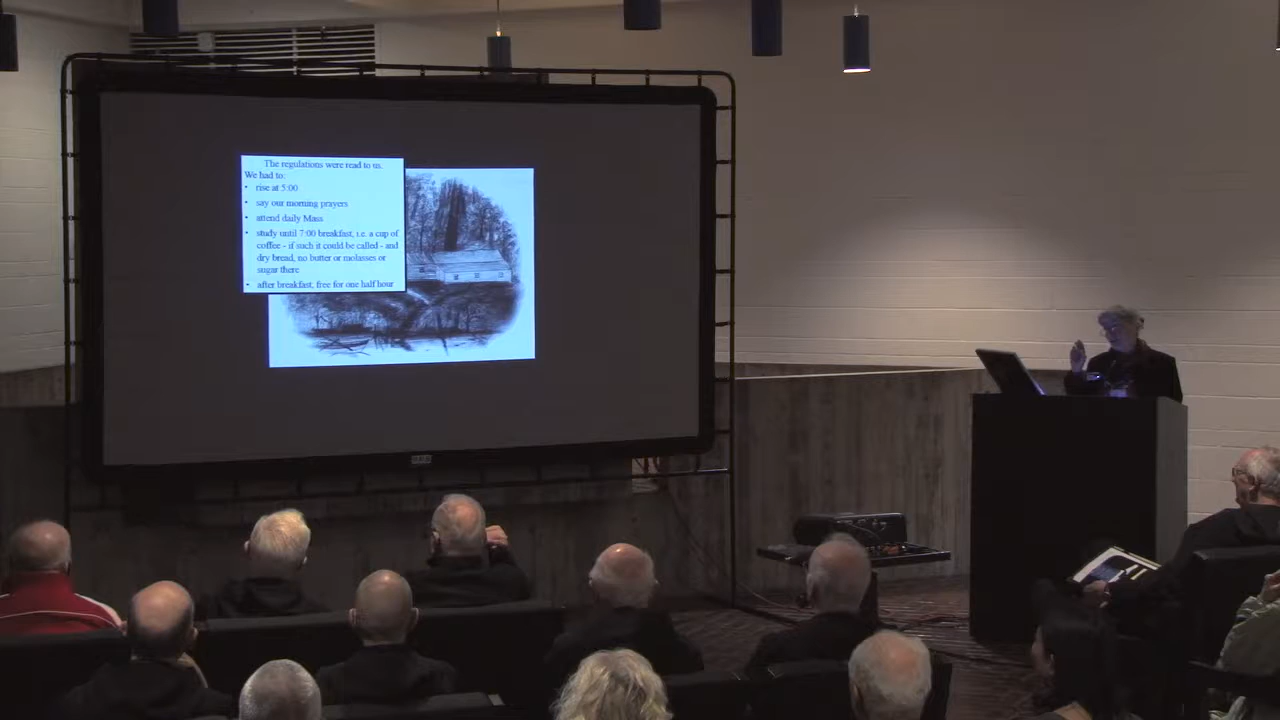 The regulations were read to us.
We had to:
• rise at 5:00
• say our morning prayers
• attend daily Mass
• study until 7:00 breakfast, i.e. a cup of
coffee - if such it could be called - and
dry bread, no butter or molasses or
sugar there
• after breakfast, free for one half hour